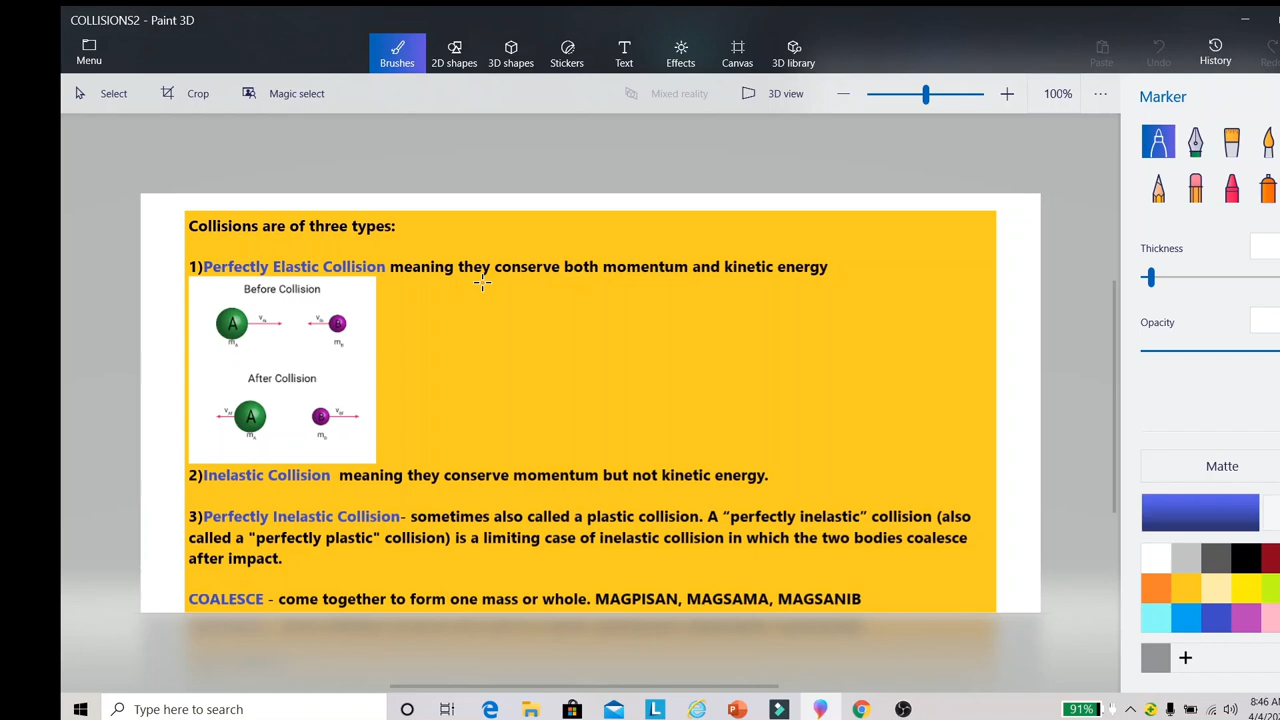 COLLISIONS2 - Paint 3D
Menu
Brushes
2D shapes
3D shapes
Stickers
Text
Effects
Canvas
3D library
Paste
Undo
History
Select
Crop
Magic select
Mixed reality
3D view
100%
Marker
Thickness
Opacity
Matte
Collisions are of three types:
1)Perfectly Elastic Collision meaning they conserve both momentum and kinetic energy
Before Collision
A
B
After Collision
A
B
2)Inelastic Collision meaning they conserve momentum but not kinetic energy.
3)Perfectly Inelastic Collision- sometimes also called a plastic collision. A “perfectly inelastic” collision (also
called a "perfectly plastic" collision) is a limiting case of inelastic collision in which the two bodies coalesce
after impact.
COALESCE - come together to form one mass or whole. MAGPISAN, MAGSAMA, MAGSANIB
Type here to search
91%
8:46 A